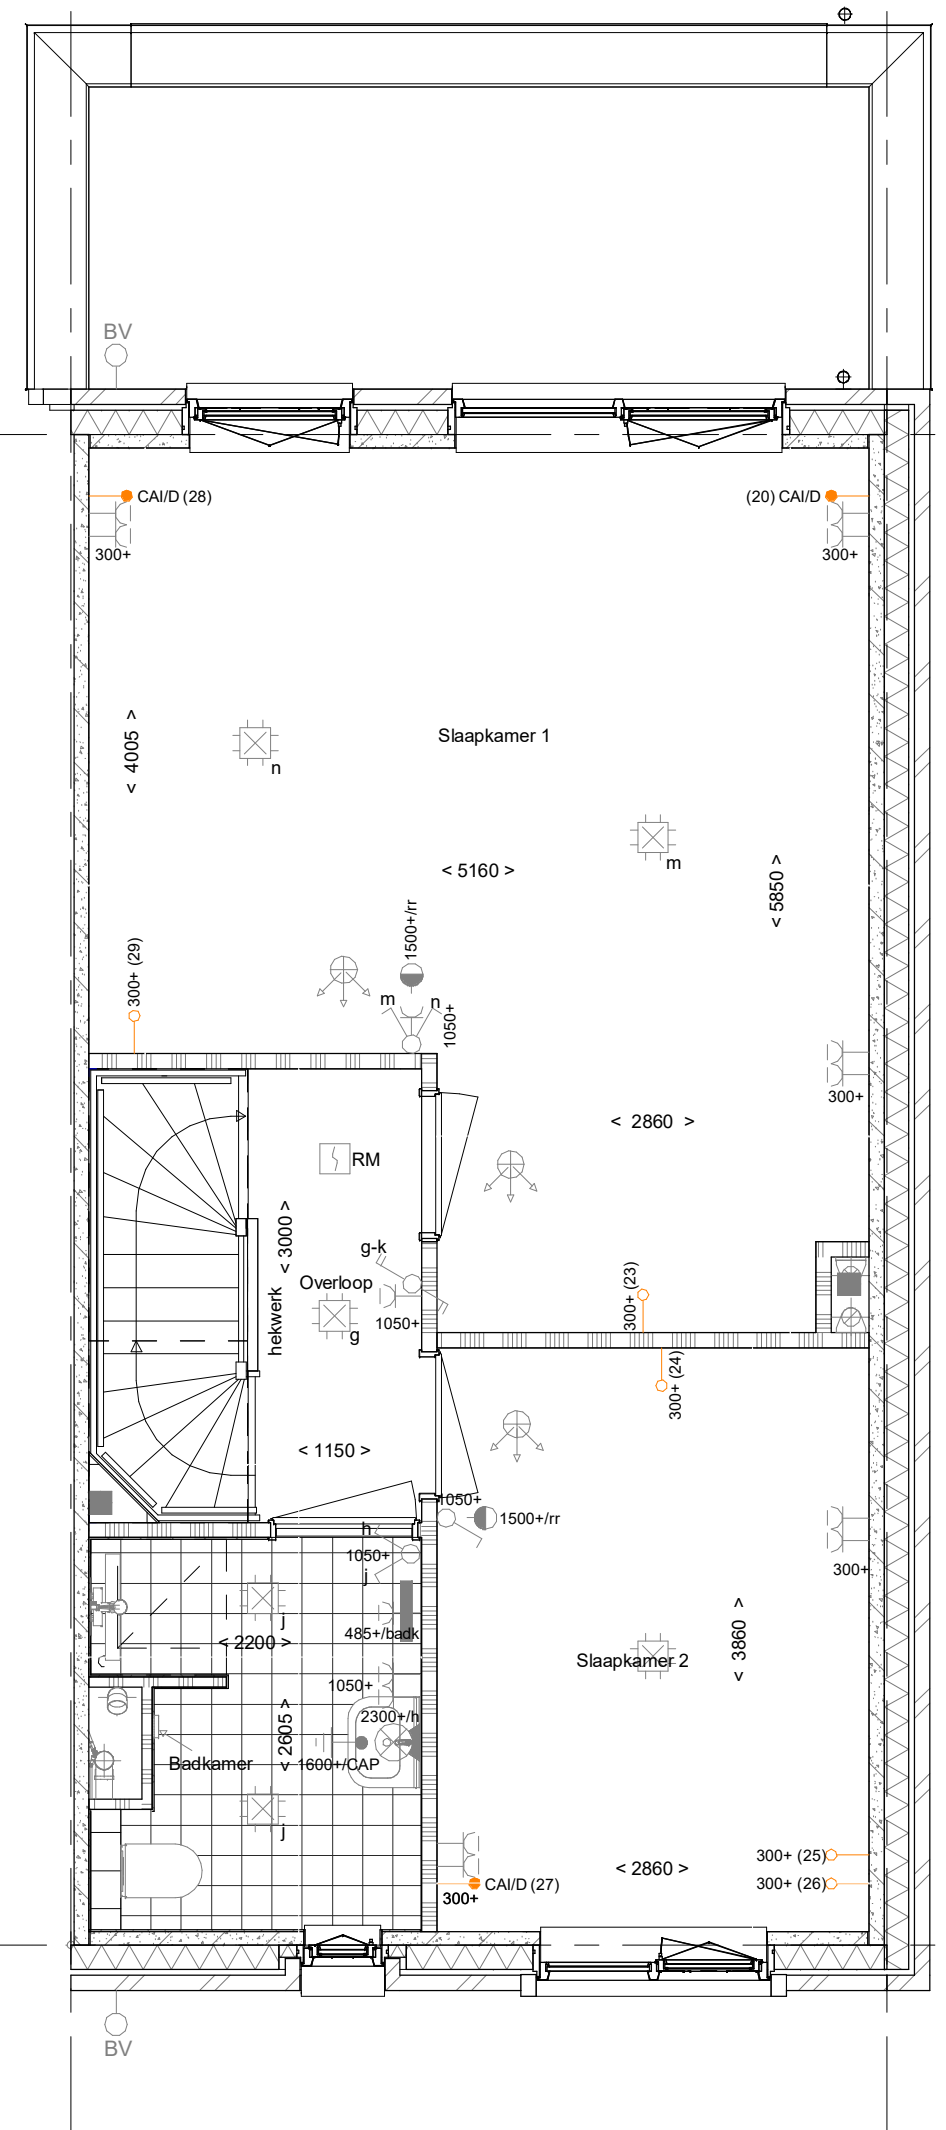 BV
CAI/D (28)
(20) CAI/D
300+
300+
< 4005 >
Slaapkamer 1
n
m
< 5160 >
< 5850 >
1500+/rr
300+ (29)
m
n
1050+
300+
< 2860 >
RM
< 3000 >
g-k
Overloop
300+ (23)
hekwerk
1050+
g
300+ (24)
< 1150 >
1050+
1500+/rr
h
1050+
300+
j
j
485+/badk
< 2200 >
< 3860 >
Slaapkamer 2
1050+
2300+/h
< 2605 >
Badkamer
1600+/CAP
j
300+ (25)
< 2860 >
300+ (26)
CAI/D (27)
300+
BV